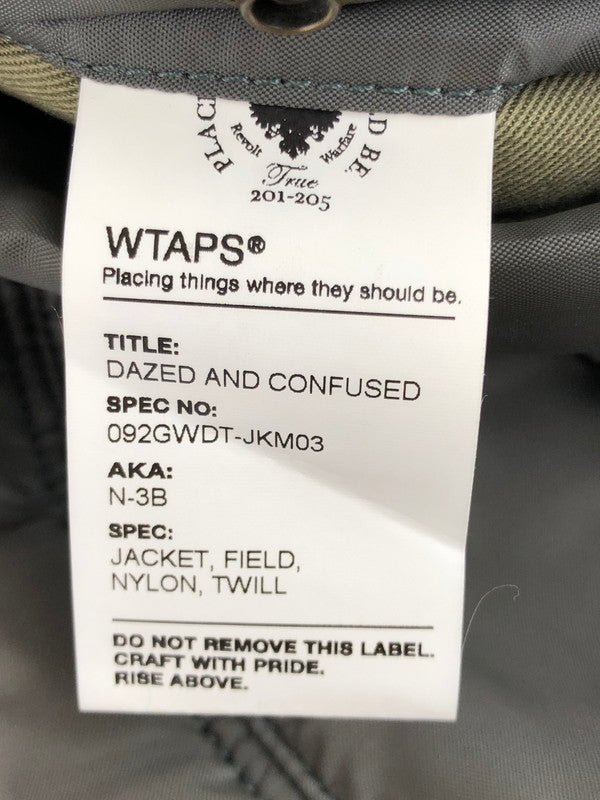 PLAC
D BE.
Revolt
Warfare
True
201-205
WTAPS®
Placing things where they should be.
TITLE:
DAZED AND CONFUSED
SPEC NO:
092GWDT-JKM03
AKA:
N-3B
SPEC:
JACKET, FIELD,
NYLON, TWILL
DO NOT REMOVE THIS LABEL.
CRAFT WITH PRIDE.
RISE ABOVE.